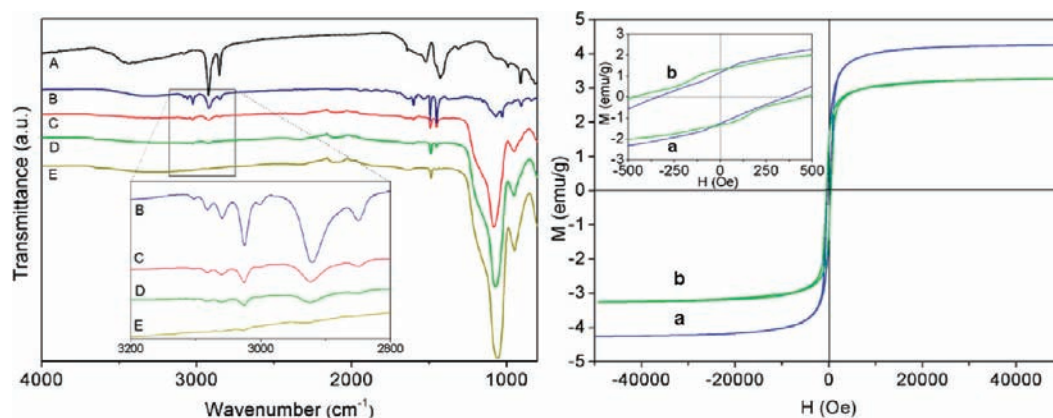 A
B
C
D
E
B
C
D
E
3200 3000 2800
4000 3000 2000 1000
Wavenumber (cm-1)
Transmittance (a.u.)
5
4
3
2
1
0
-1
-2
-3
-4
-5
M (emu/g)
3
2
1
0
-1
-2
-3
M (emu/g)
b
a
-500 -250 0 250 500
H (Oe)
b
a
-40000 -20000 0 20000 40000
H (Oe)